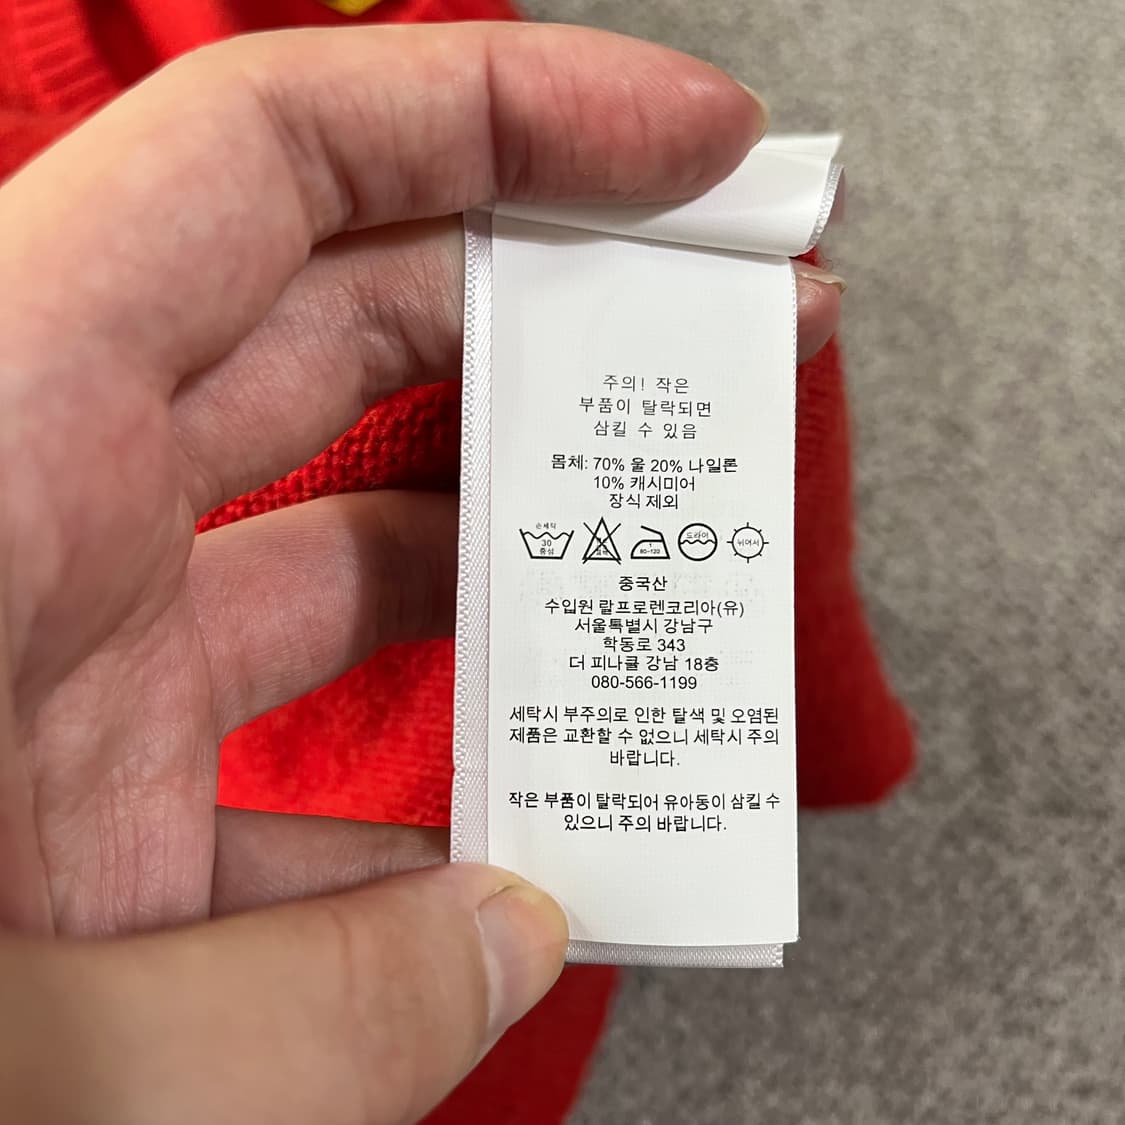 주의! 작은
부품이 탈락되면
삼킬 수 있음
몸체: 70% 울 20% 나일론
10% 캐시미어
장식 제외
손세탁
30
중성
1
80~120
드라이
뉘어서
중국산
수입원 랄프로렌코리아(유)
서울특별시 강남구
학동로 343
더 피나클 강남 18층
080-566-1199
세탁시 부주의로 인한 탈색 및 오염된
제품은 교환할 수 없으니 세탁시 주의
바랍니다.
작은 부품이 탈락되어 유아동이 삼킬 수
있으니 주의 바랍니다.